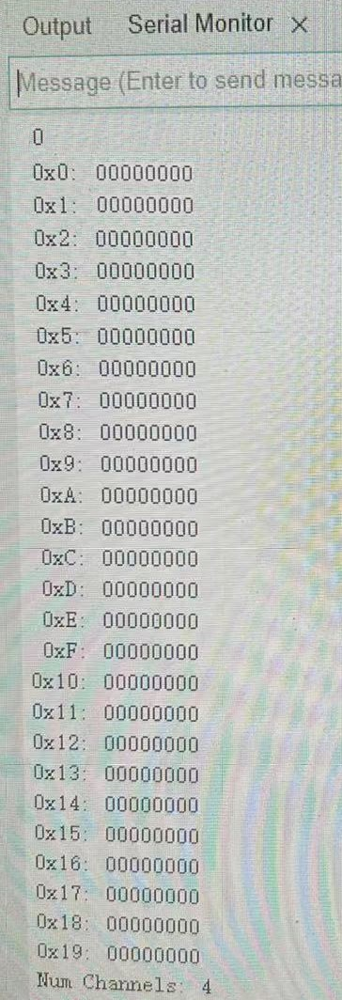 Output Serial Monitor ×
Message (Enter to send messa
0
0x0: 00000000
0x1: 00000000
0x2: 00000000
0x3: 00000000
0x4: 00000000
0x5: 00000000
0x6: 00000000
0x7: 00000000
0x8: 00000000
0x9: 00000000
0xA: 00000000
0xB: 00000000
0xC: 00000000
0xD: 00000000
0xE: 00000000
0xF: 00000000
0x10: 00000000
0x11: 00000000
0x12: 00000000
0x13: 00000000
0x14: 00000000
0x15: 00000000
0x16: 00000000
0x17: 00000000
0x18: 00000000
0x19: 00000000
Num Channels: 4